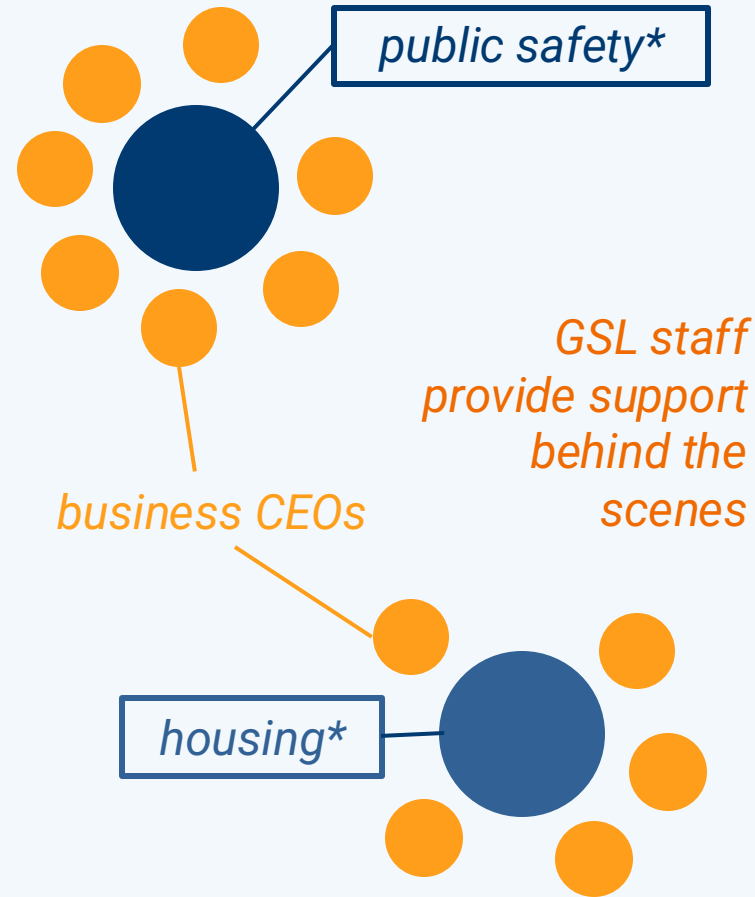 public safety*
GSL staff
provide support
behind the
scenes
business CEOs
housing*